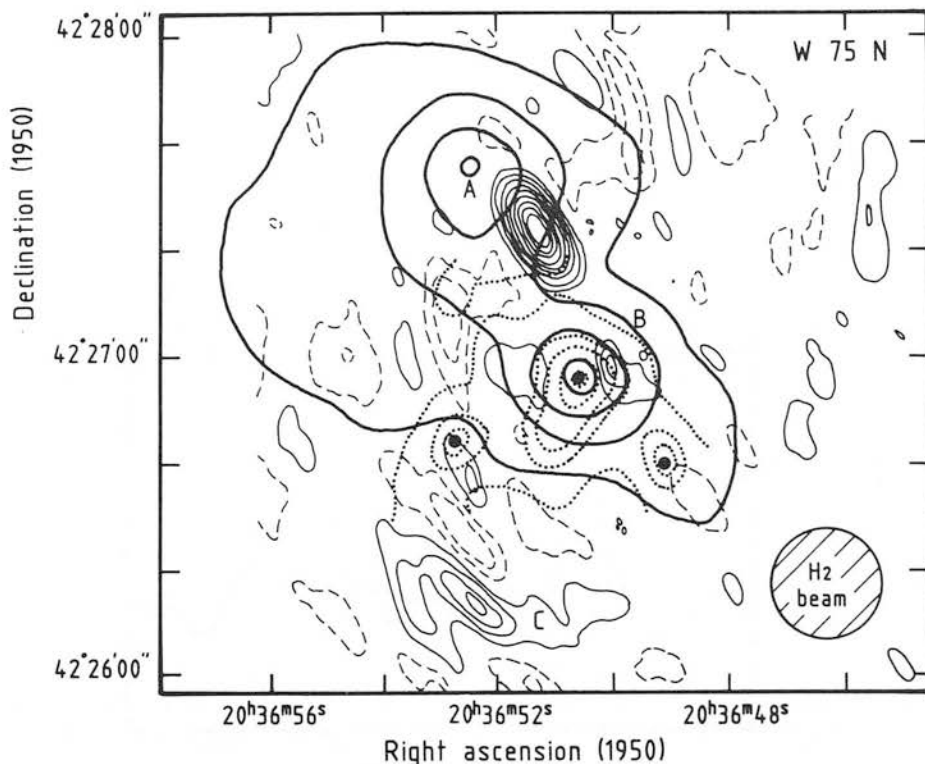 42°28'00"
W 75 N
A
Declination (1950)
B
42°27'00"
H2
beam
C
42°26'00"
20ʰ36ᵐ56ˢ
20ʰ36ᵐ52ˢ
20ʰ36ᵐ48ˢ
Right ascension (1950)